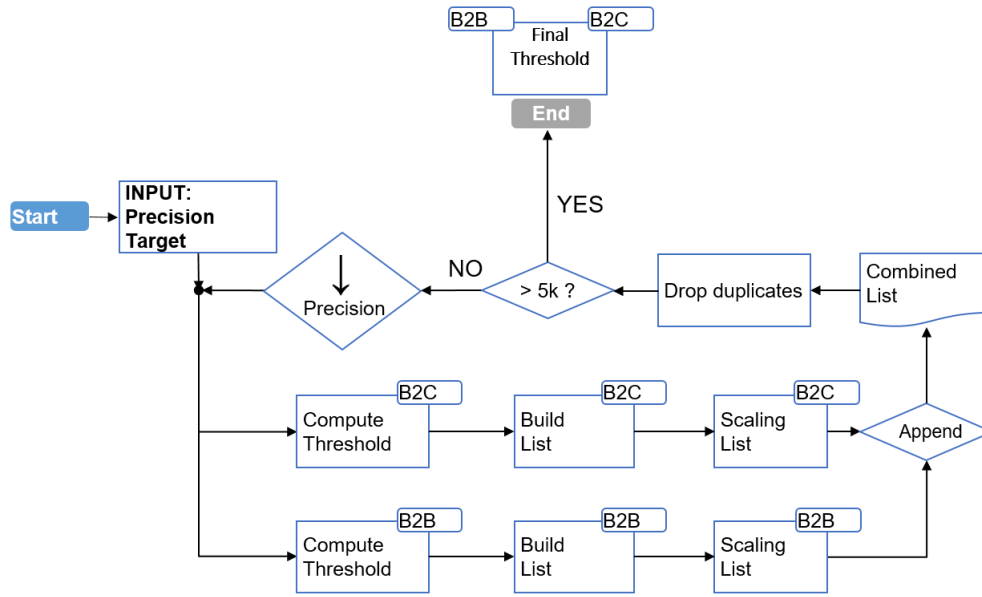 B2B
B2C
Final
Threshold
End
YES
Start
INPUT:
Precision
Target
NO
Precision
> 5k ?
Drop duplicates
Combined
List
B2C
Compute
Threshold
B2C
Build
List
B2C
Scaling
List
Append
B2B
Compute
Threshold
B2B
Build
List
B2B
Scaling
List